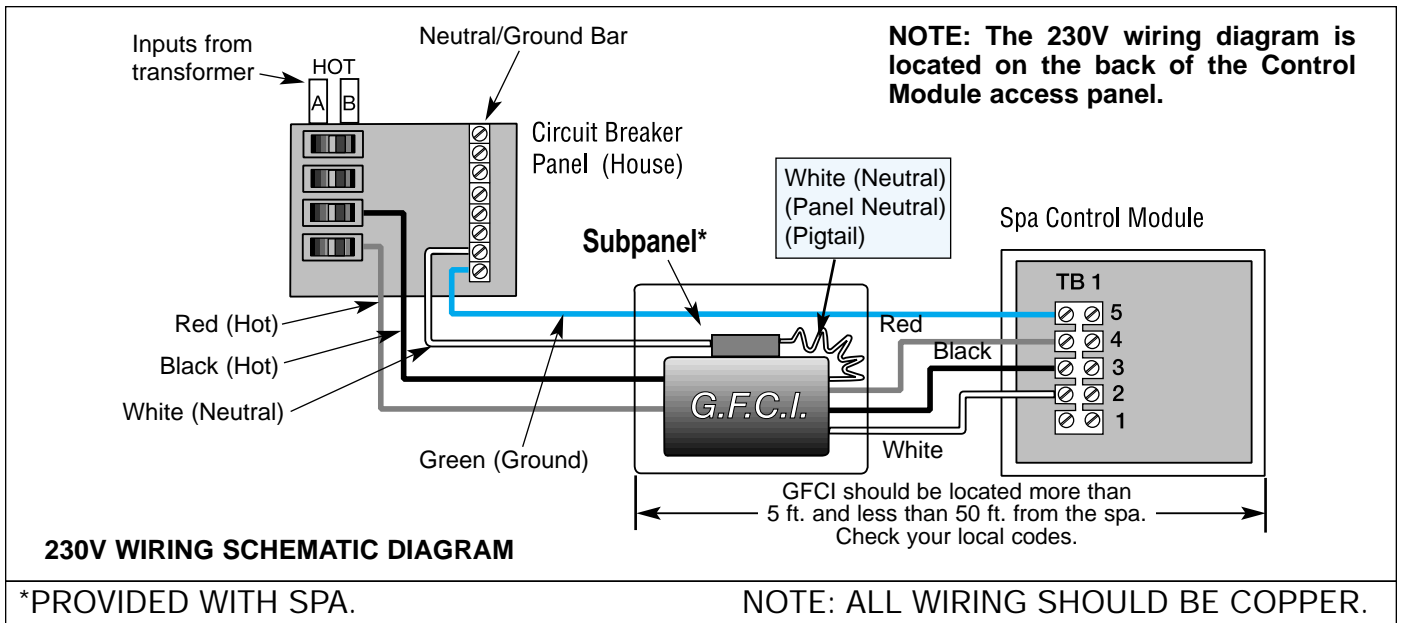 Inputs from
transformer
HOT
A B
Neutral/Ground Bar
NOTE: The 230V wiring diagram is
located on the back of the Control
Module access panel.
Circuit Breaker
Panel (House)
White (Neutral)
(Panel Neutral)
(Pigtail)
Subpanel*
Spa Control Module
TB 1
5
4
3
2
1
Red (Hot)
Black (Hot)
White (Neutral)
Green (Ground)
Red
Black
G.F.C.I.
White
GFCI should be located more than
5 ft. and less than 50 ft. from the spa.
Check your local codes.
230V WIRING SCHEMATIC DIAGRAM
*PROVIDED WITH SPA.
NOTE: ALL WIRING SHOULD BE COPPER.